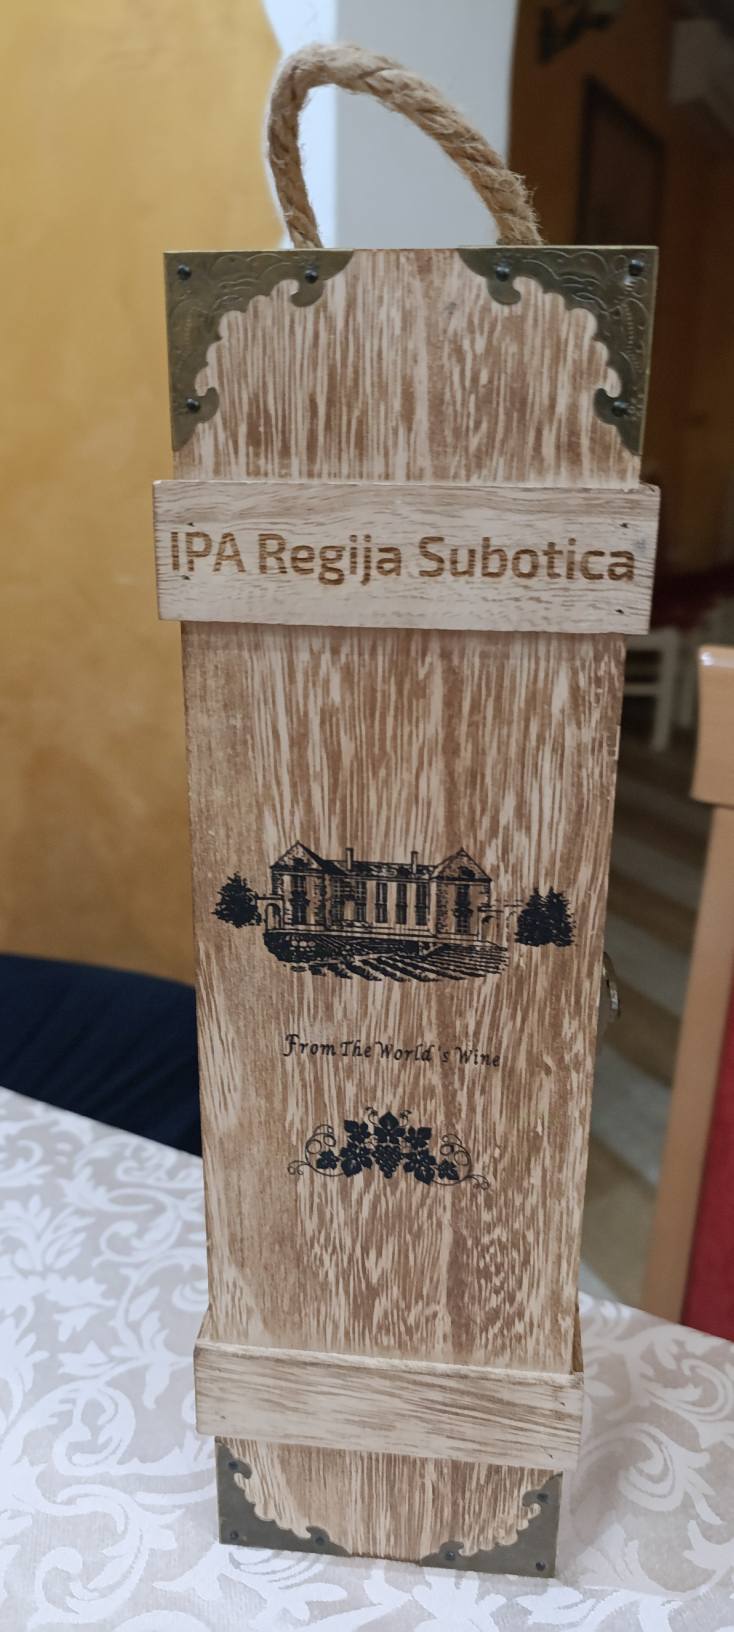 IPA Regija Subotica
From The World's Wine